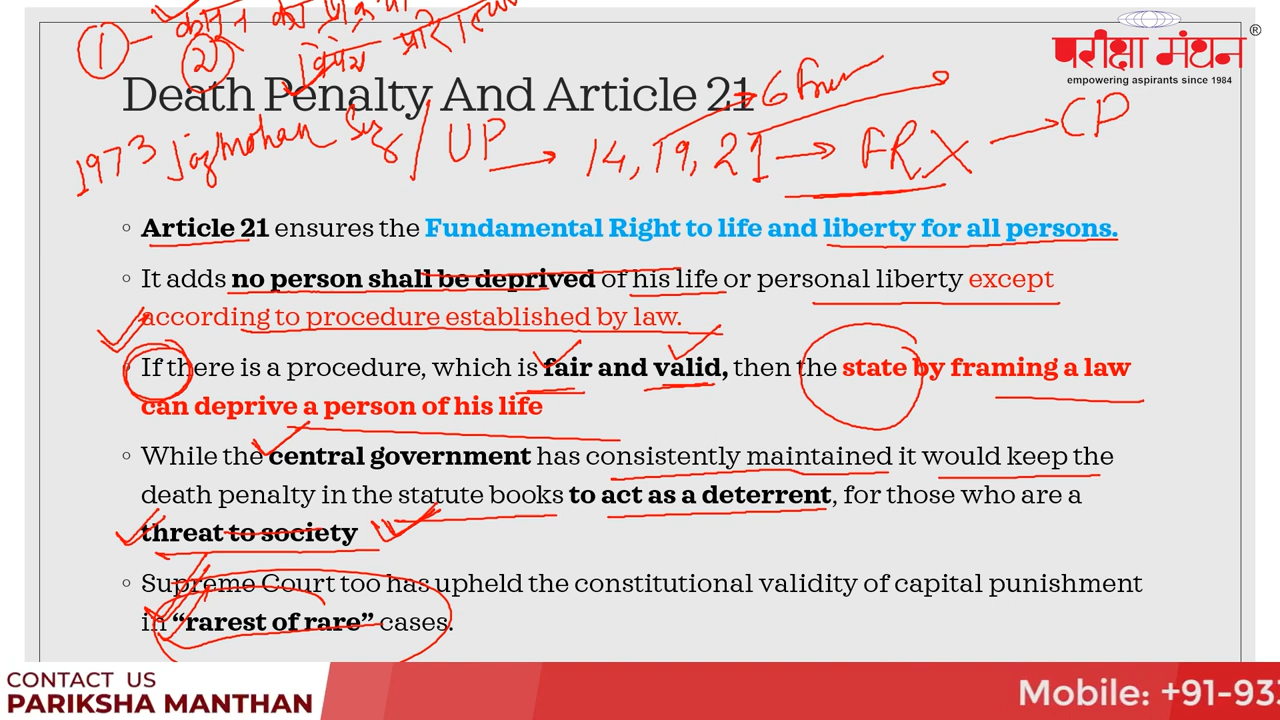 ① - कानून का
②
परीक्षा मंथन ®
empowering aspirants since 1984
Death Penalty And Article 21
1973 Jagmohan / UP → 14, 19, 21 → FR X → CP
Article 21 ensures the Fundamental Right to life and liberty for all persons.
It adds no person shall be deprived of his life or personal liberty except
according to procedure established by law.
If there is a procedure, which is fair and valid, then the state by framing a law
can deprive a person of his life
While the central government has consistently maintained it would keep the
death penalty in the statute books to act as a deterrent, for those who are a
threat to society
Supreme Court too has upheld the constitutional validity of capital punishment
in “rarest of rare” cases.
CONTACT US
PARIKSHA MANTHAN
Mobile: +91-93